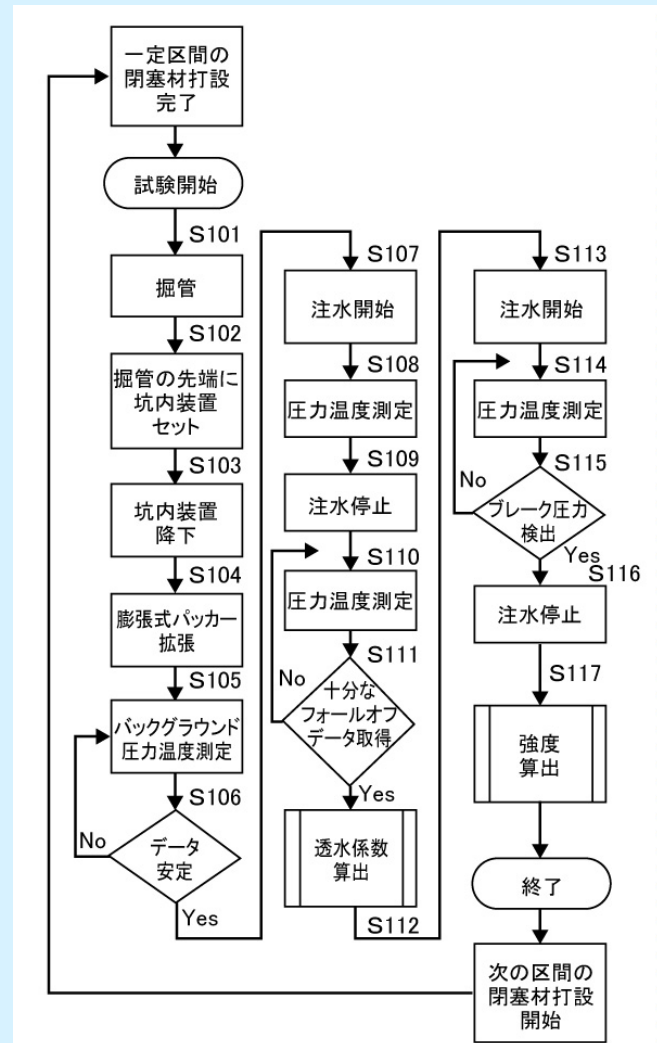 一定区間の
閉塞材打設
完了
試験開始
S101
掘管
S102
掘管の先端に
坑内装置
セット
S103
坑内装置
降下
S104
膨張式パッカー
拡張
S105
バックグラウンド
圧力温度測定
S106
No
データ
安定
Yes
S107
注水開始
S108
圧力温度測定
S109
注水停止
S110
圧力温度測定
S111
No
十分な
フォールオフ
データ取得
Yes
透水係数
算出
S112
S113
注水開始
S114
圧力温度測定
S115
No
ブレーク圧力
検出
Yes
S116
注水停止
S117
強度
算出
終了
次の区間の
閉塞材打設
開始